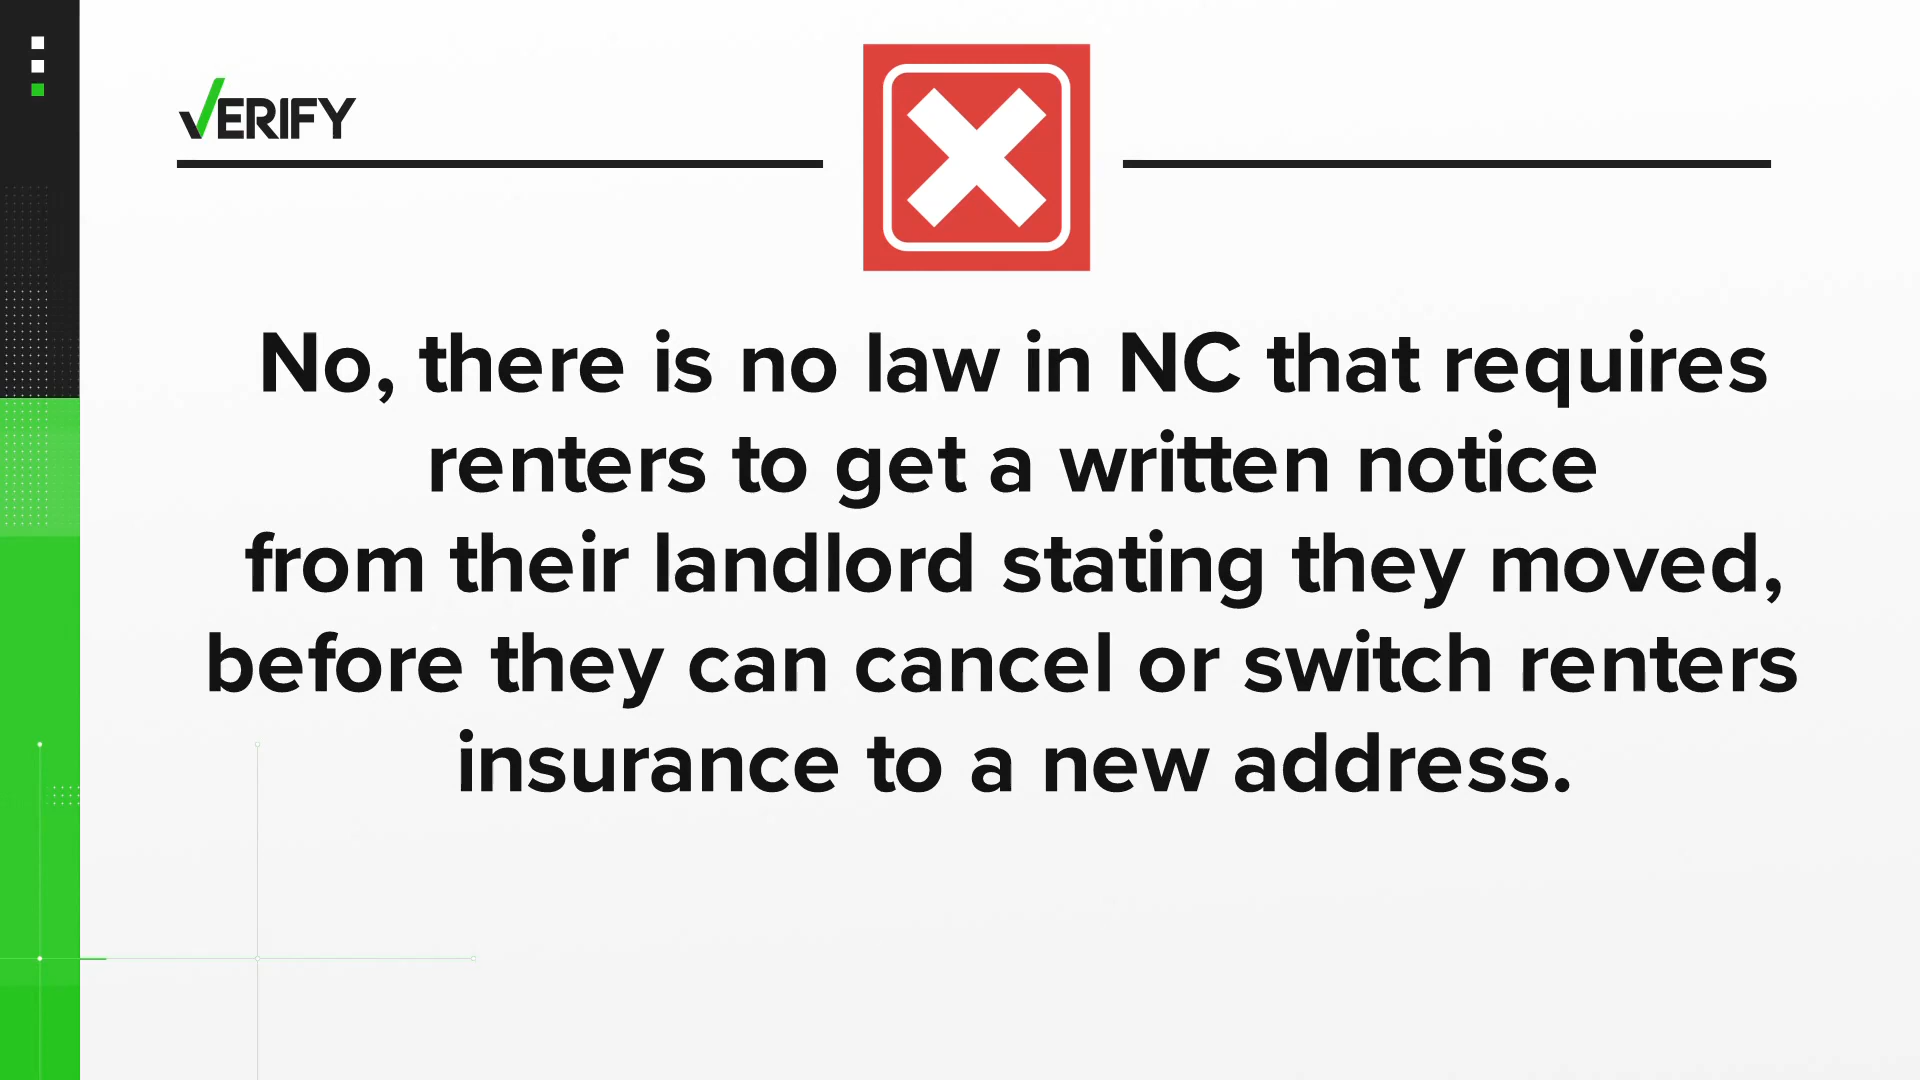 VERIFY
No, there is no law in NC that requires
renters to get a written notice
from their landlord stating they moved,
before they can cancel or switch renters
insurance to a new address.